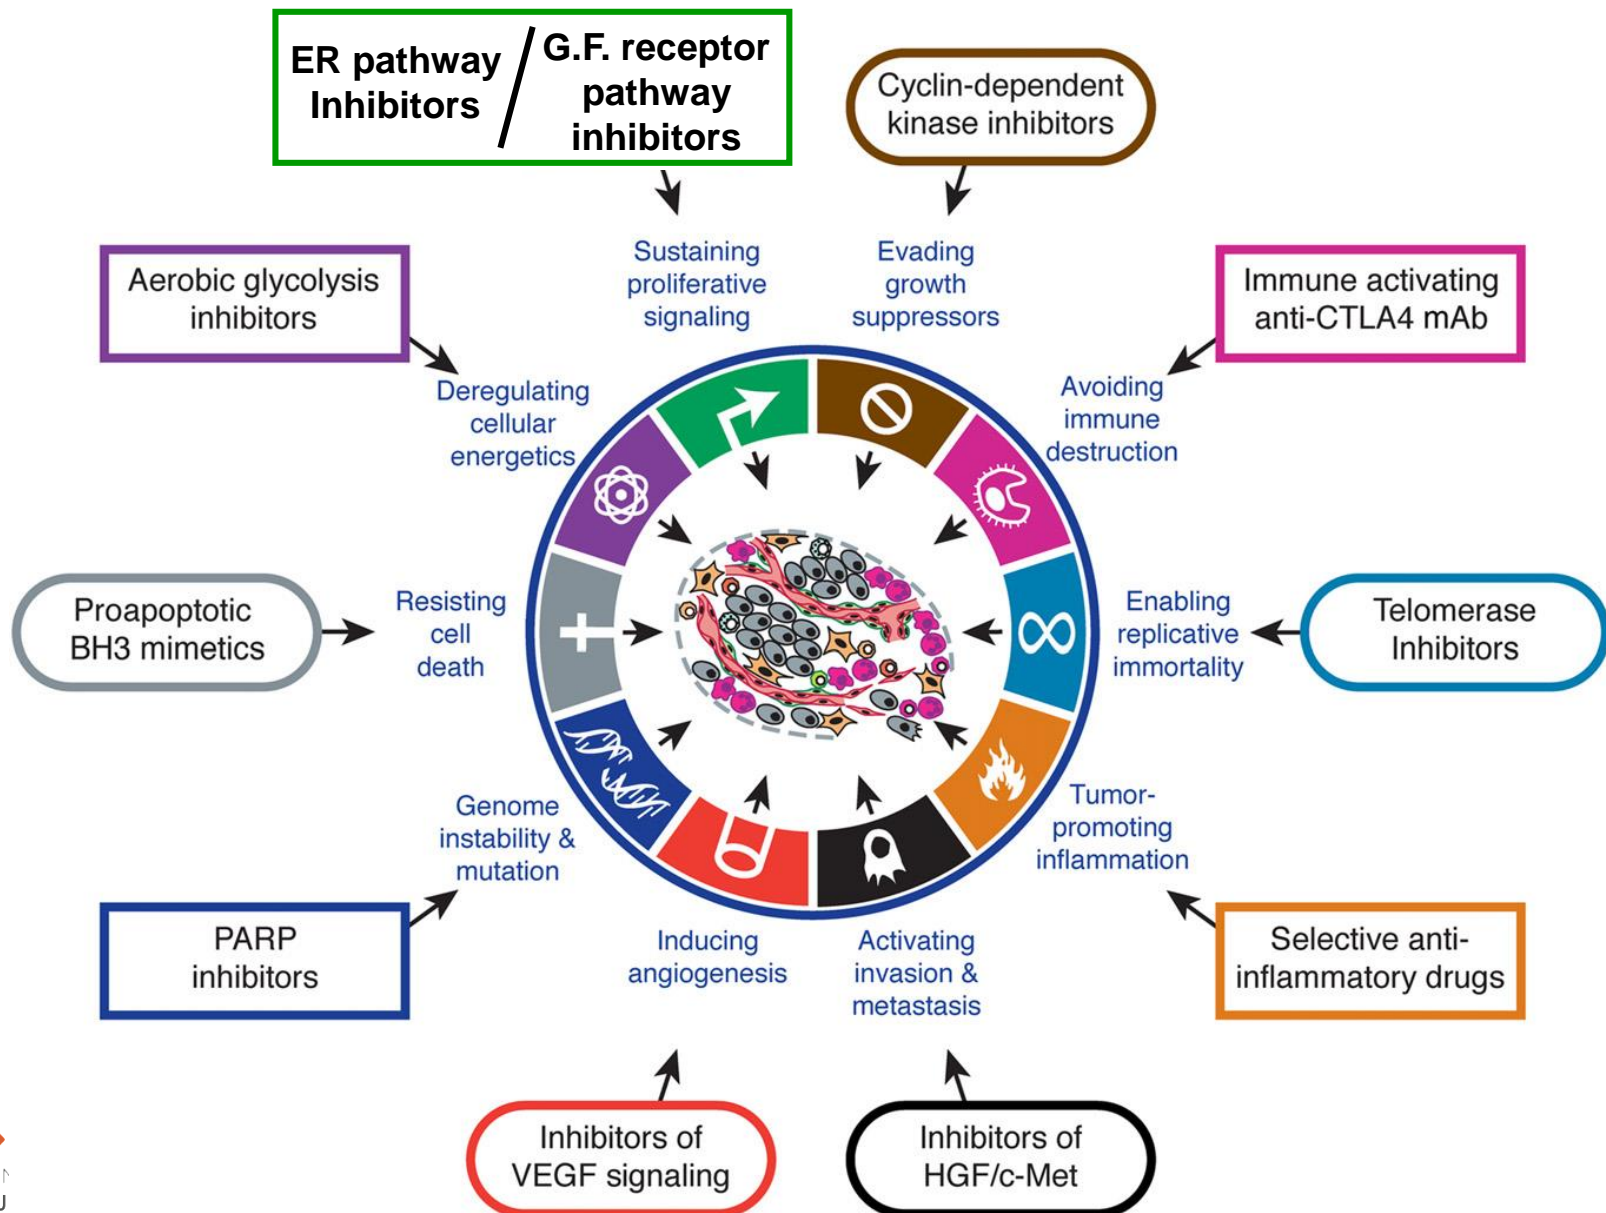 ER pathway
Inhibitors
/
G.F. receptor
pathway
inhibitors
Cyclin-dependent
kinase inhibitors
Aerobic glycolysis
inhibitors
Sustaining
proliferative
signaling
Evading
growth
suppressors
Immune activating
anti-CTLA4 mAb
Deregulating
cellular
energetics
Avoiding
immune
destruction
Proapoptotic
BH3 mimetics
Resisting
cell
death
Enabling
replicative
immortality
Telomerase
Inhibitors
Genome
instability &
mutation
Tumor-
promoting
inflammation
PARP
inhibitors
Inducing
angiogenesis
Activating
invasion &
metastasis
Selective anti-
inflammatory drugs
Inhibitors of
VEGF signaling
Inhibitors of
HGF/c-Met